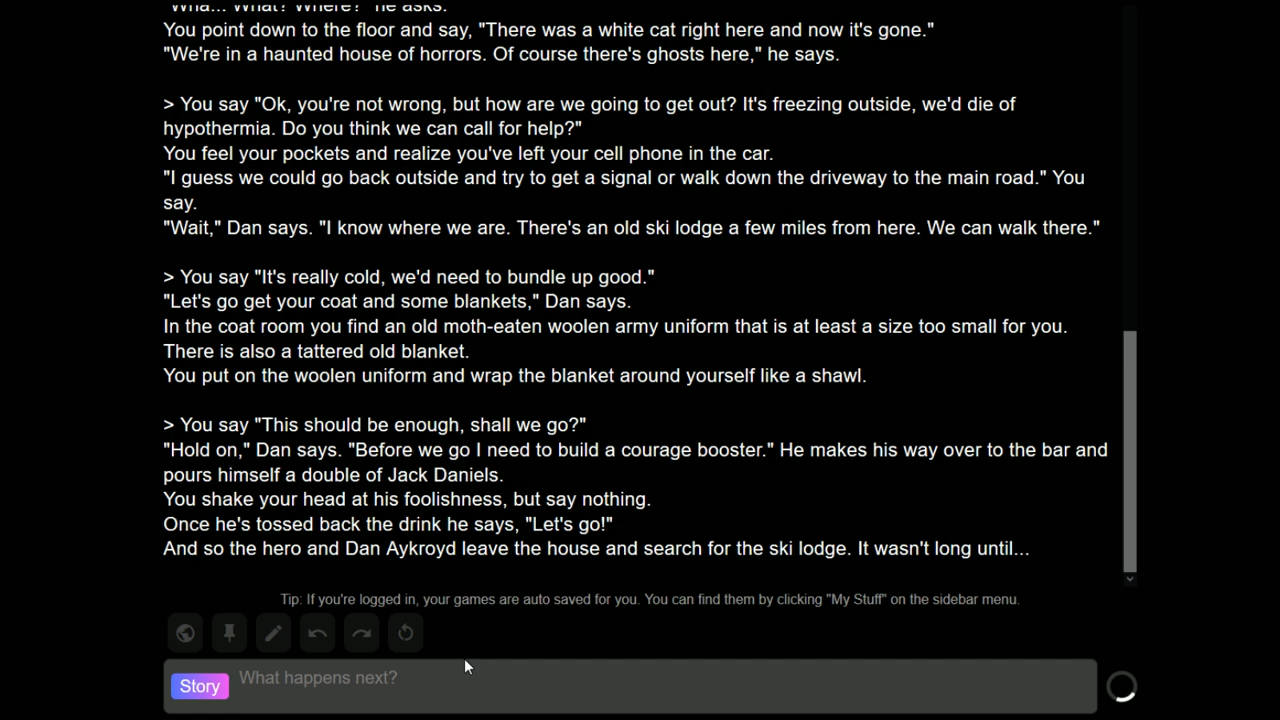 "Wha... What? Where?" he asks.
You point down to the floor and say, "There was a white cat right here and now it's gone."
"We're in a haunted house of horrors. Of course there's ghosts here," he says.
> You say "Ok, you're not wrong, but how are we going to get out? It's freezing outside, we'd die of
hypothermia. Do you think we can call for help?"
You feel your pockets and realize you've left your cell phone in the car.
"I guess we could go back outside and try to get a signal or walk down the driveway to the main road." You
say.
"Wait," Dan says. "I know where we are. There's an old ski lodge a few miles from here. We can walk there."
> You say "It's really cold, we'd need to bundle up good."
"Let's go get your coat and some blankets," Dan says.
In the coat room you find an old moth-eaten woolen army uniform that is at least a size too small for you.
There is also a tattered old blanket.
You put on the woolen uniform and wrap the blanket around yourself like a shawl.
> You say "This should be enough, shall we go?"
"Hold on," Dan says. "Before we go I need to build a courage booster." He makes his way over to the bar and
pours himself a double of Jack Daniels.
You shake your head at his foolishness, but say nothing.
Once he's tossed back the drink he says, "Let's go!"
And so the hero and Dan Aykroyd leave the house and search for the ski lodge. It wasn't long until...
Tip: If you're logged in, your games are auto saved for you. You can find them by clicking "My Stuff" on the sidebar menu.
Story What happens next?